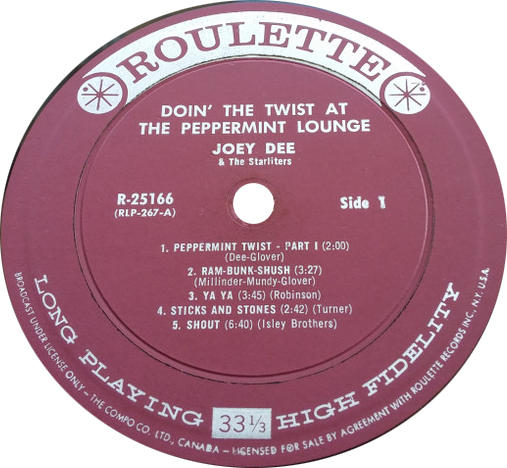 ROULETTE
DOIN' THE TWIST AT
THE PEPPERMINT LOUNGE
JOEY DEE
& The Starliters
R-25166
(RLP-267-A)
Side 1
1. PEPPERMINT TWIST - PART I (2:00)
(Dee-Glover)
2. RAM-BUNK-SHUSH (3:27)
(Millinder-Mundy-Glover)
3. YA YA (3:45) (Robinson)
4. STICKS AND STONES (2:42) (Turner)
5. SHOUT (6:40) (Isley Brothers)
LONG PLAYING 33 1/3 HIGH FIDELITY
BROADCAST UNDER LICENSE ONLY - THE COMPO CO. LTD., CANADA - LICENSED FOR SALE BY AGREEMENT WITH ROULETTE RECORDS INC., N.Y. U.S.A.